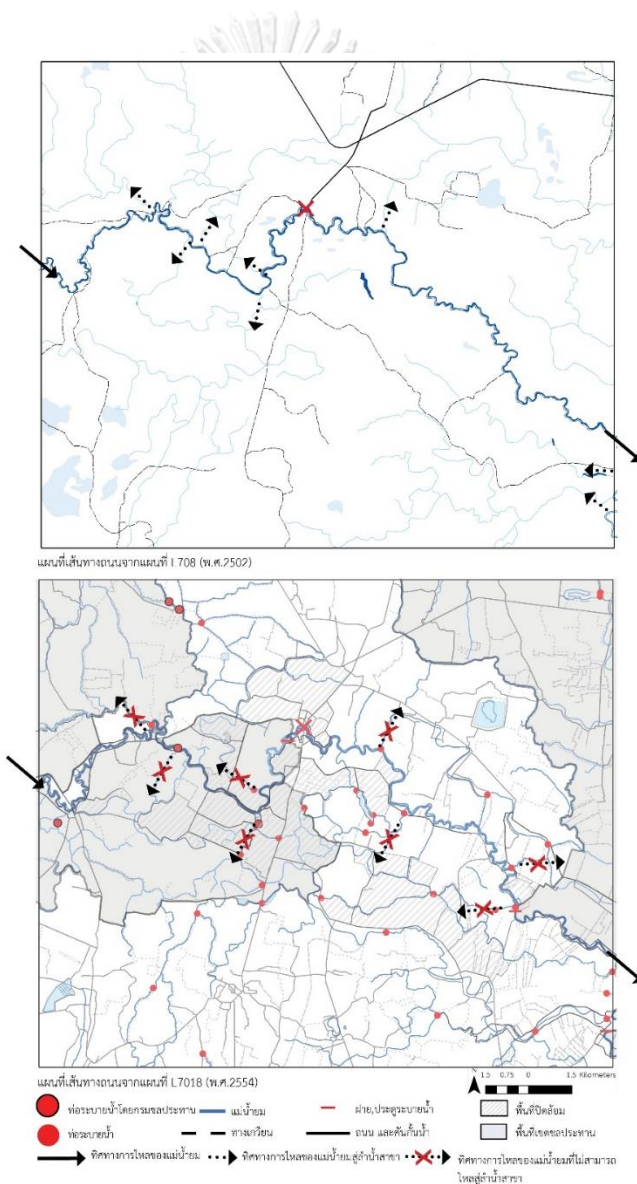 แผนที่เส้นทางถนนจากแผนที่ L708 (พ.ศ.2502)
แผนที่เส้นทางถนนจากแผนที่ L7018 (พ.ศ.2554)
1.5 0.75 0 1.5 Kilometers
ท่อระบายน้ำโดยกรมชลประทาน แม่น้ำยม ฝาย,ประตูระบายน้ำ พื้นที่ปิดล้อม
ท่อระบายน้ำ ทางเกวียน ถนน และคันกั้นน้ำ พื้นที่เขตชลประทาน
ทิศทางการไหลของแม่น้ำยม ทิศทางการไหลของแม่น้ำยมสู่ลำน้ำสาขา ทิศทางการไหลของแม่น้ำยมที่ไม่สามารถ
ไหลสู่ลำน้ำสาขา